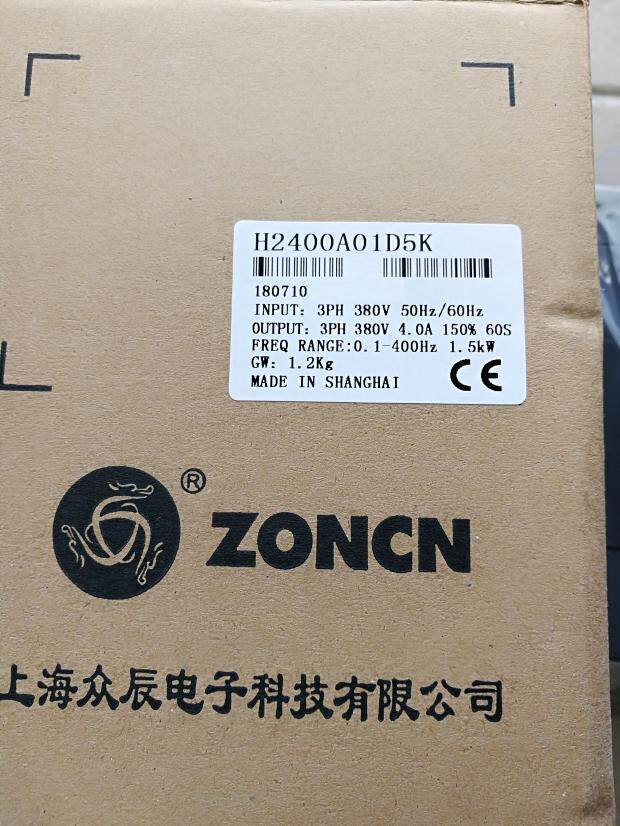 H2400A01D5K
180710
INPUT: 3PH 380V 50Hz/60Hz
OUTPUT: 3PH 380V 4.0A 150% 60S
FREQ RANGE:0.1-400Hz 1.5kW
GW: 1.2Kg
MADE IN SHANGHAI
CE
® ZONCN
上海众辰电子科技有限公司